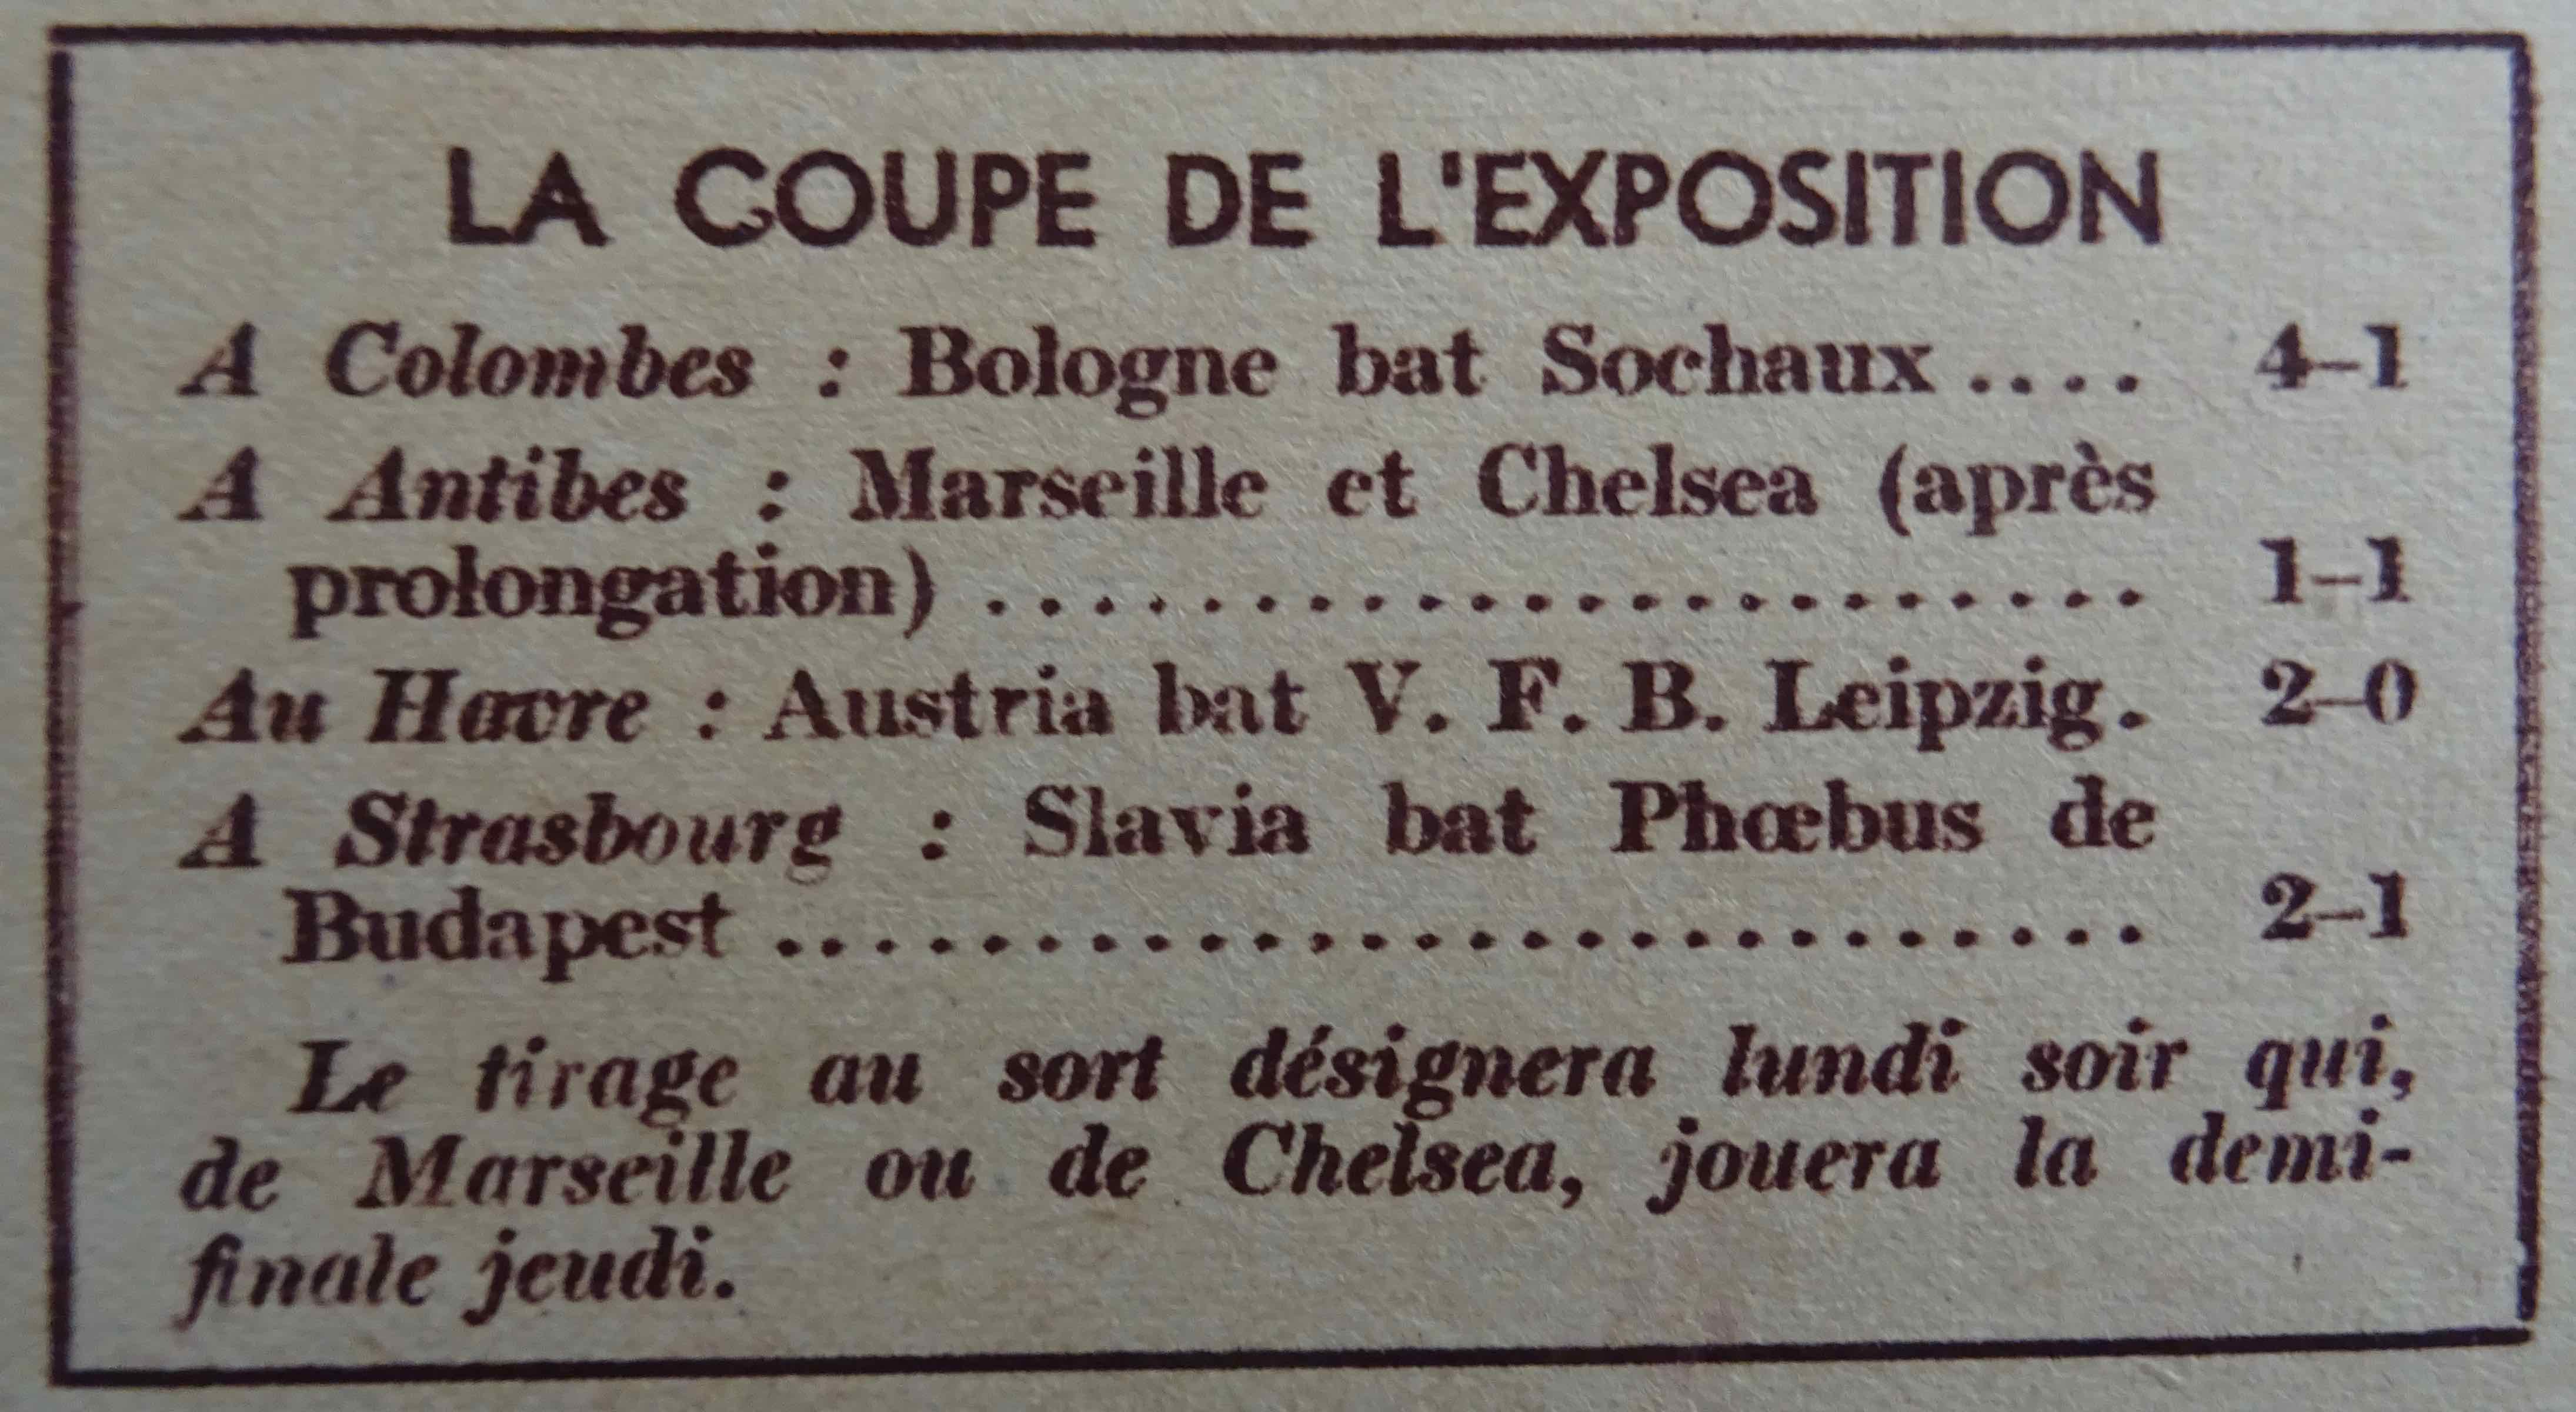 LA COUPE DE L'EXPOSITION
A Colombes : Bologne bat Sochaux.... 4-1
A Antibes : Marseille et Chelsea (après
prolongation) ...................... 1-1
Au Havre : Austria bat V. F. B. Leipzig. 2-0
A Strasbourg : Slavia bat Phœbus de
Budapest .......................... 2-1
Le tirage au sort désignera lundi soir qui,
de Marseille ou de Chelsea, jouera la demi-
finale jeudi.